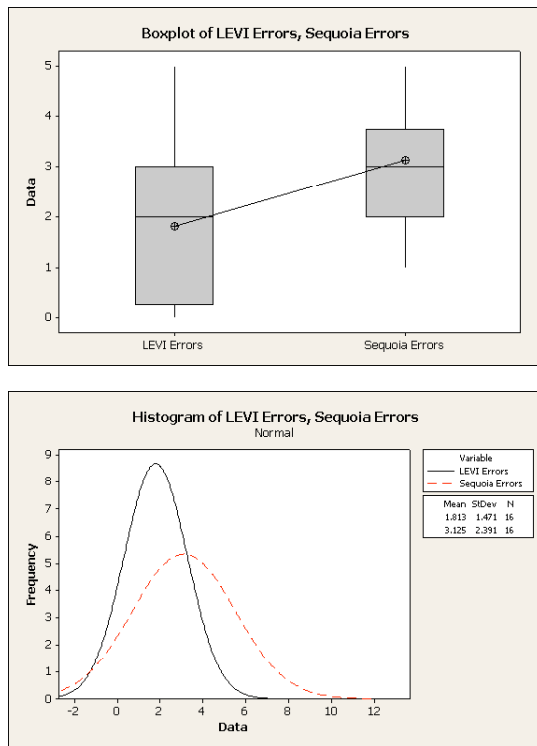 Boxplot of LEVI Errors, Sequoia Errors
5
4
3
2
1
0
Data
LEVI Errors
Sequoia Errors
Histogram of LEVI Errors, Sequoia Errors
Normal
9
8
7
6
5
4
3
2
1
0
Frequency
-2
0
2
4
6
8
10
12
Data
Variable
LEVI Errors
Sequoia Errors
Mean StDev N
1.813 1.471 16
3.125 2.391 16